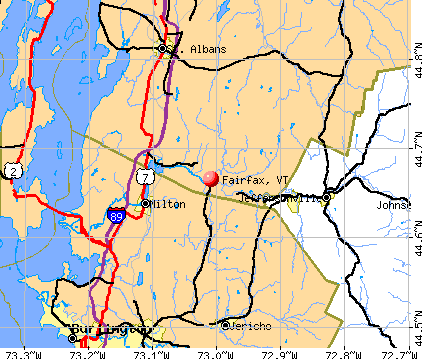 St. Albans
44.8°N
44.7°N
2
7
Fairfax, VT
Jeffersonville
Johns
89
Milton
44.6°N
Burlington
Jericho
44.5°N
73.3°W
73.2°W
73.1°W
73.0°W
72.9°W
72.8°W
72.7°W